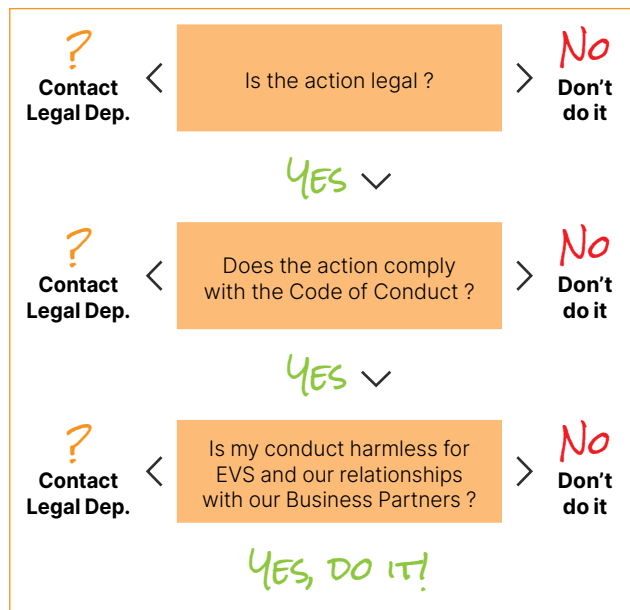 ?
Contact
Legal Dep.
Is the action legal ?
No
Don’t
do it
Yes
?
Contact
Legal Dep.
Does the action comply
with the Code of Conduct ?
No
Don’t
do it
Yes
?
Contact
Legal Dep.
Is my conduct harmless for
EVS and our relationships
with our Business Partners ?
No
Don’t
do it
Yes, do it!